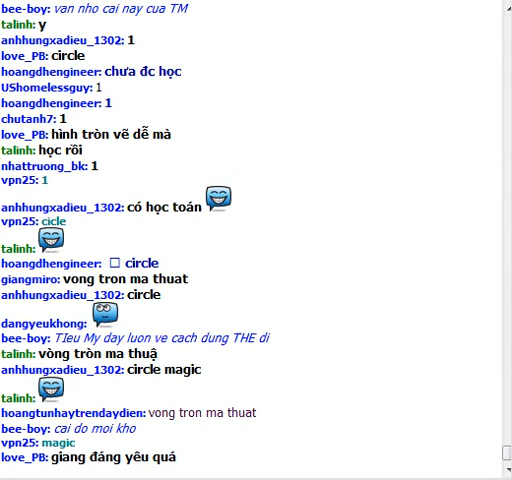 bee-boy: van nho cai nay cua TM
talinh: y
anhhungxadieu_1302: 1
love_PB: circle
hoangdhengineer: chưa đc học
UShomelessguy: 1
hoangdhengineer: 1
chutanh7: 1
love_PB: hình tròn vẽ dễ mà
talinh: học rồi
nhattruong_bk: 1
vpn25: 1
anhhungxadieu_1302: có học toán
vpn25: cicle
talinh:
hoangdhengineer: □ circle
giangmiro: vong tron ma thuat
anhhungxadieu_1302: circle
dangyeukhong:
bee-boy: TIeu My day luon ve cach dung THE di
talinh: vòng tròn ma thuậ
anhhungxadieu_1302: circle magic
talinh:
hoangtunhaytrendaydien: vong tron ma thuat
bee-boy: cai do moi kho
vpn25: magic
love_PB: giang đáng yêu quá